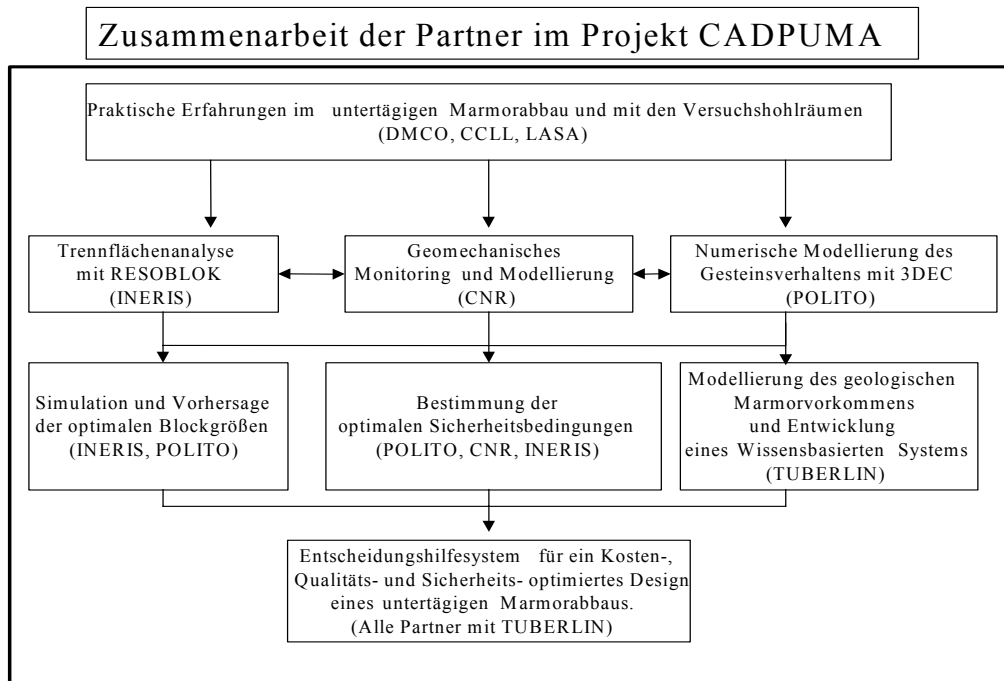 Zusammenarbeit der Partner im Projekt CADPUMA
Praktische Erfahrungen im untertägigen Marmorabbau und mit den Versuchshohlräumen
(DMCO, CCLL, LASA)
Trennflächenanalyse
mit RESOBLOK
(INERIS)
Geomechanisches
Monitoring und Modellierung
(CNR)
Numerische Modellierung des
Gesteinsverhaltens mit 3DEC
(POLITO)
Simulation und Vorhersage
der optimalen Blockgrößen
(INERIS, POLITO)
Bestimmung der
optimalen Sicherheitsbedingungen
(POLITO, CNR, INERIS)
Modellierung des geologischen
Marmorvorkommens
und Entwicklung
eines Wissensbasierten Systems
(TUBERLIN)
Entscheidungshilfesystem für ein Kosten-,
Qualitäts- und Sicherheits- optimiertes Design
eines untertägigen Marmorabbaus.
(Alle Partner mit TUBERLIN)